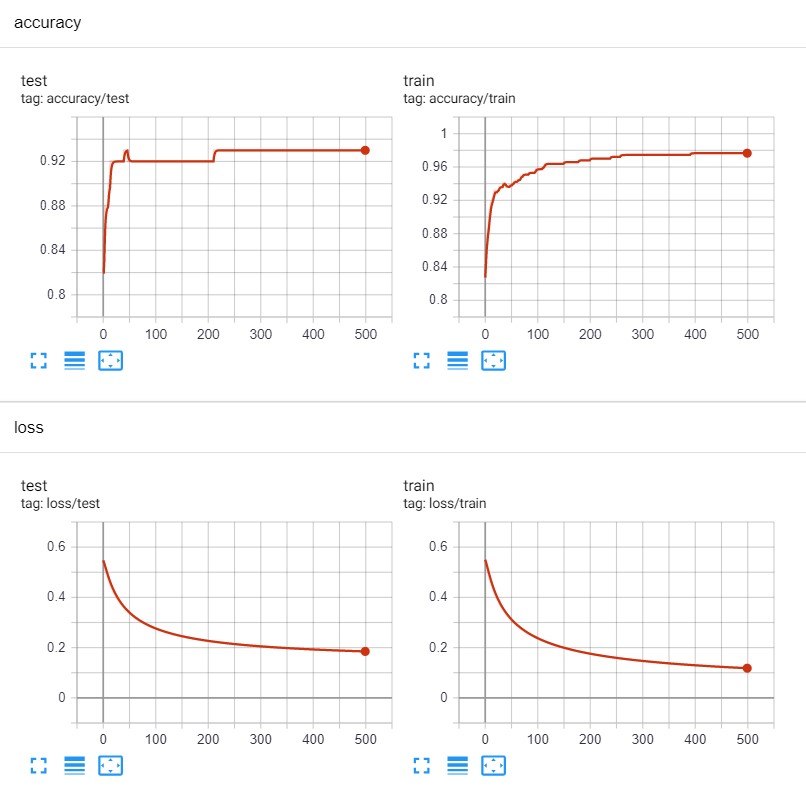 accuracy
test
tag: accuracy/test
0.92
0.88
0.84
0.8
0 100 200 300 400 500
train
tag: accuracy/train
1
0.96
0.92
0.88
0.84
0.8
0 100 200 300 400 500
loss
test
tag: loss/test
0.6
0.4
0.2
0
0 100 200 300 400 500
train
tag: loss/train
0.6
0.4
0.2
0
0 100 200 300 400 500